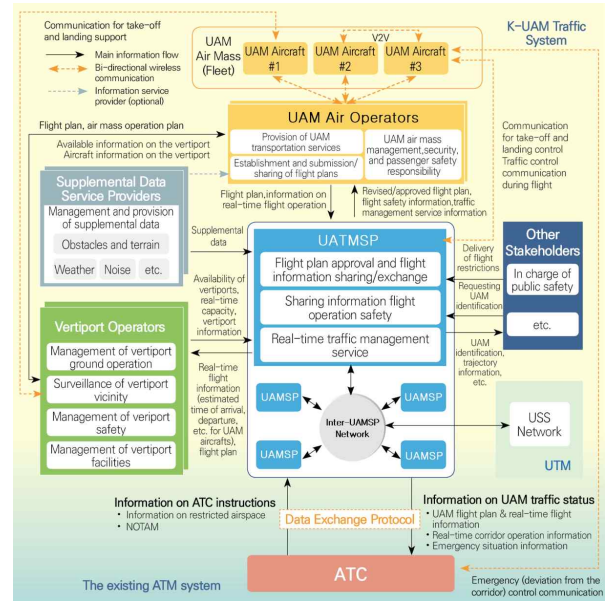 Communication for take-off
and landing support
Main information flow
Bi-directional wireless
communication
Information service
provider (optional)
K-UAM Traffic
System
UAM
Air Mass
(Fleet)
V2V
UAM Aircraft
#1
UAM Aircraft
#2
UAM Aircraft
#3
UAM Air Operators
Provision of UAM
transportation services
Establishment and submission/
sharing of flight plans
UAM air mass
management,security,
and passenger safety
responsibility
Flight plan, air mass operation plan
Available information on the vertiport
Aircraft information on the vertiport
Communication
for take-off and
landing control
Traffic control
communication
during flight
Supplemental Data
Service Providers
Management and provision
of supplemental data
Obstacles and terrain
Weather
Noise
etc.
Flight plan,information on
real-time flight operation
Revised/approved flight plan,
flight safety information,traffic
management service information
Supplemental
data
UATMSP
Flight plan approval and flight
information sharing/exchange
Sharing information flight
operation safety
Real-time traffic management
service
Other
Stakeholders
In charge of
public safety
etc.
Delivery
of flight
restrictions
Requesting
UAM
identification
UAM
identification,
trajectory
information,
etc.
Availability of
vertiports, real-time
capacity,
vertiport
information
Vertiport Operators
Management of vertiport
ground operation
Surveillance of vertiport
vicinity
Management of veriport
safety
Management of vertiport
facilities
Real-time
flight
information
(estimated
time of arrival,
departure,
etc. for UAM
aircrafts),
flight plan
UAMSP
UAMSP
UAMSP
UAMSP
Inter-UAMSP
Network
USS
Network
UTM
Information on ATC instructions
• Information on restricted airspace
• NOTAM
Data Exchange Protocol
Information on UAM traffic status
• UAM flight plan & real-time flight
information
• Real-time corridor operation information
• Emergency situation information
ATC
The existing ATM system
Emergency (deviation from the
corridor) control communication